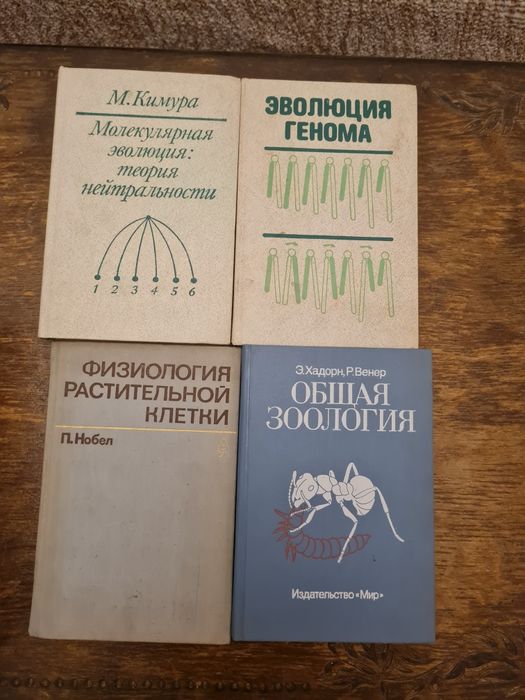 М. Кимура
Молекулярная
эволюция:
теория
нейтральности
1 2 3 4 5 6
ЭВОЛЮЦИЯ
ГЕНОМА
ФИЗИОЛОГИЯ
РАСТИТЕЛЬНОЙ
КЛЕТКИ
П. Нобел
Э. Хадорн, Р. Венер
ОБЩАЯ
ЗООЛОГИЯ
Издательство «Мир»